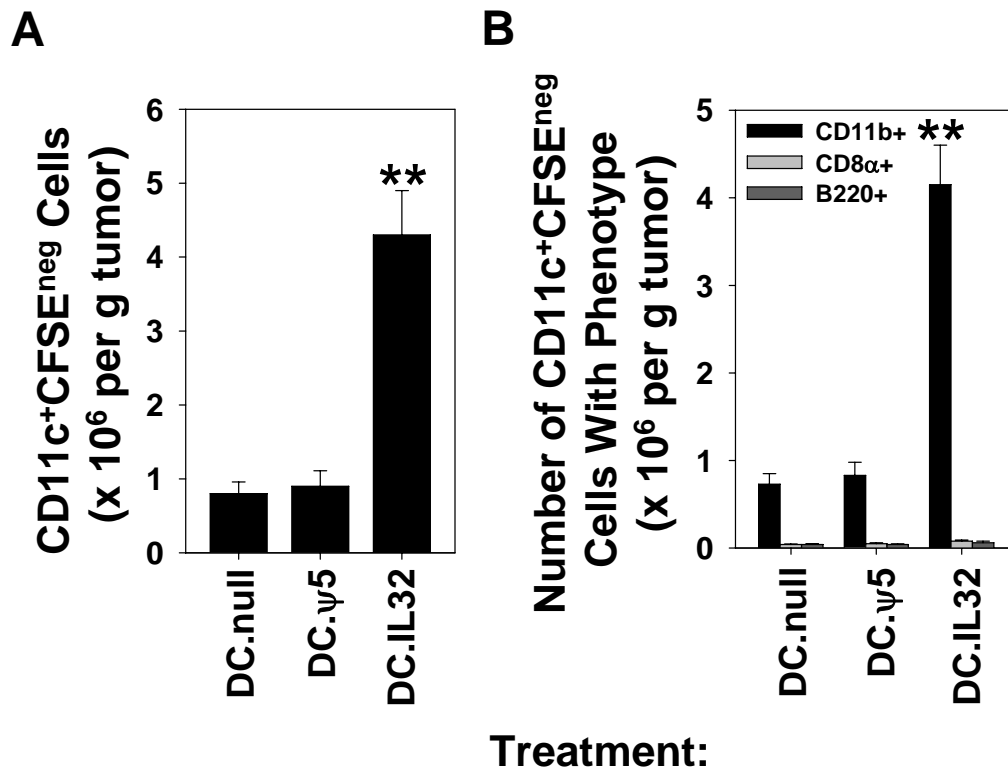 A
CD11c+CFSEneg Cells
(x 10⁶ per g tumor)
6
5
4
3
2
1
0
**
DC.null
DC.ψ5
DC.IL32
B
Number of CD11c+CFSEneg
Cells With Phenotype
(x 10⁶ per g tumor)
5
4
3
2
1
0
CD11b+
CD8α+
B220+
**
DC.null
DC.ψ5
DC.IL32
Treatment: